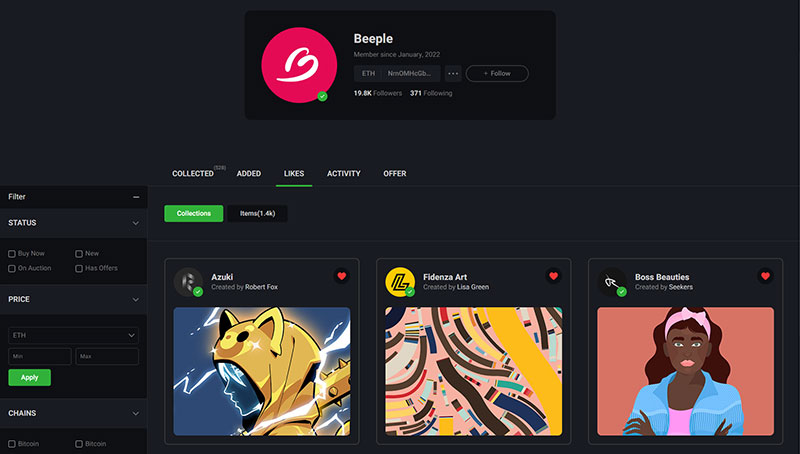 Beeple
Member since January, 2022
ETH NmOMHcGb...
+ Follow
19.8K Followers 371 Following
COLLECTED (528) ADDED LIKES ACTIVITY OFFER
Filter
Collections Items(1.4k)
STATUS
Buy Now New
On Auction Has Offers
PRICE
ETH
Min Max
Apply
CHAINS
Bitcoin Bitcoin
Azuki
Created by Robert Fox
Fidenza Art
Created by Lisa Green
Boss Beauties
Created by Seekers